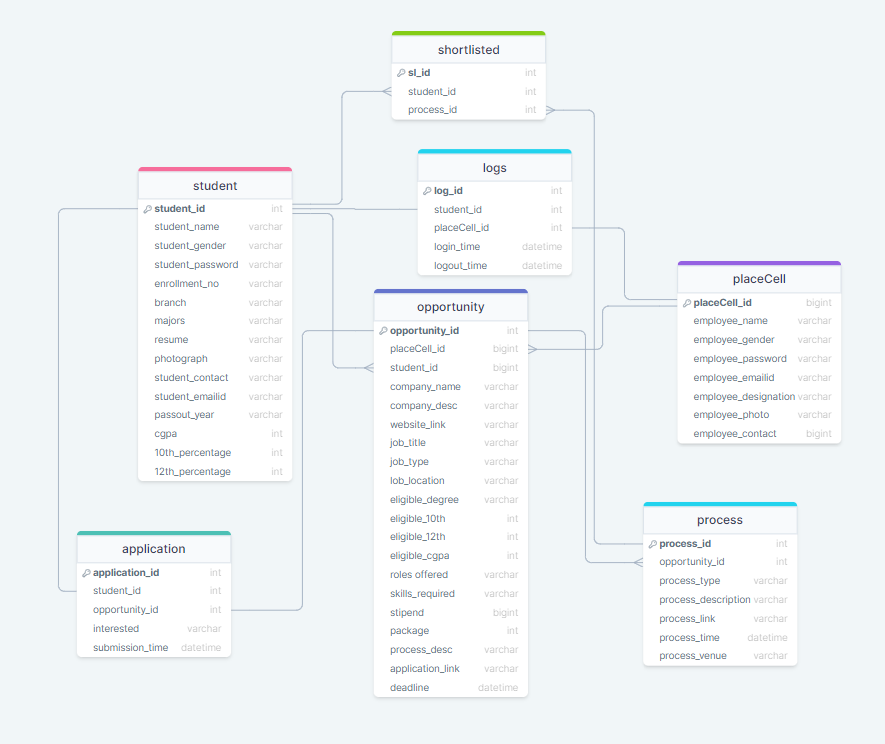 shortlisted
sl_id int
student_id int
process_id int
logs
log_id int
student_id int
placeCell_id int
login_time datetime
logout_time datetime
student
student_id int
student_name varchar
student_gender varchar
student_password varchar
enrollment_no varchar
branch varchar
majors varchar
resume varchar
photograph varchar
student_contact varchar
student_emailid varchar
passout_year varchar
cgpa int
10th_percentage int
12th_percentage int
placeCell
placeCell_id bigint
employee_name varchar
employee_gender varchar
employee_password varchar
employee_emailid varchar
employee_designation varchar
employee_photo varchar
employee_contact bigint
opportunity
opportunity_id int
placeCell_id bigint
student_id bigint
company_name varchar
company_desc varchar
website_link varchar
job_title varchar
job_type varchar
lob_location varchar
eligible_degree varchar
eligible_10th int
eligible_12th int
eligible_cgpa int
roles offered varchar
skills_required varchar
stipend bigint
package int
process_desc varchar
application_link varchar
deadline datetime
application
application_id int
student_id int
opportunity_id int
interested varchar
submission_time datetime
process
process_id int
opportunity_id int
process_type varchar
process_description varchar
process_link varchar
process_time datetime
process_venue varchar